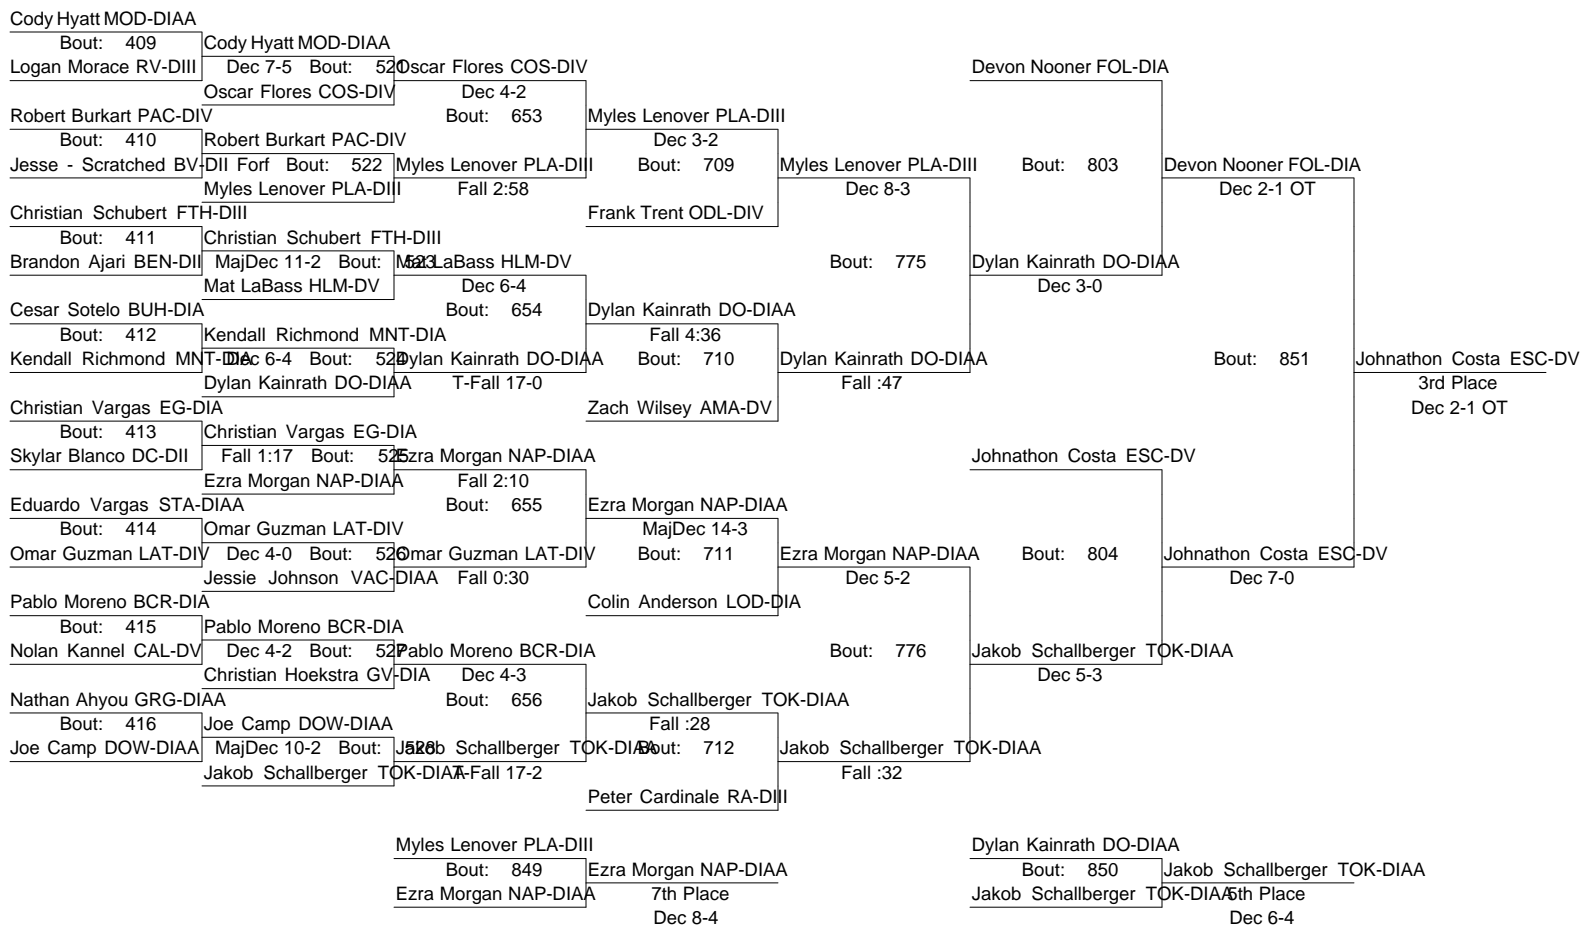 Cody Hyatt MOD-DIAA
Bout: 409 Cody Hyatt MOD-DIAA
Logan Morace RV-DIII Dec 7-5 Bout: 521 Oscar Flores COS-DIV Devon Nooner FOL-DIA
Oscar Flores COS-DIV Dec 4-2
Robert Burkart PAC-DIV Bout: 653 Myles Lenover PLA-DIII
Bout: 410 Robert Burkart PAC-DIV Dec 3-2
Jesse - Scratched BV-DII Forf Bout: 522 Myles Lenover PLA-DIII Bout: 709 Myles Lenover PLA-DIII Bout: 803 Devon Nooner FOL-DIA
Myles Lenover PLA-DIII Fall 2:58 Dec 8-3 Dec 2-1 OT
Christian Schubert FTH-DIII Frank Trent ODL-DIV
Bout: 411 Christian Schubert FTH-DIII
Brandon Ajari BEN-DII MajDec 11-2 Bout: 523 Mat LaBass HLM-DV Bout: 775 Dylan Kainrath DO-DIAA
Mat LaBass HLM-DV Dec 6-4 Dec 3-0
Cesar Sotelo BUH-DIA Bout: 654 Dylan Kainrath DO-DIAA
Bout: 412 Kendall Richmond MNT-DIA Fall 4:36
Kendall Richmond MNT-DIA Dec 6-4 Bout: 524 Dylan Kainrath DO-DIAA Bout: 710 Dylan Kainrath DO-DIAA Bout: 851 Johnathon Costa ESC-DV
Dylan Kainrath DO-DIAA T-Fall 17-0 Fall :47 3rd Place
Christian Vargas EG-DIA Zach Wilsey AMA-DV Dec 2-1 OT
Bout: 413 Christian Vargas EG-DIA
Skylar Blanco DC-DII Fall 1:17 Bout: 525 Ezra Morgan NAP-DIAA Johnathon Costa ESC-DV
Ezra Morgan NAP-DIAA Fall 2:10
Eduardo Vargas STA-DIAA Bout: 655 Ezra Morgan NAP-DIAA
Bout: 414 Omar Guzman LAT-DIV MajDec 14-3
Omar Guzman LAT-DIV Dec 4-0 Bout: 526 Omar Guzman LAT-DIV Bout: 711 Ezra Morgan NAP-DIAA Bout: 804 Johnathon Costa ESC-DV
Jessie Johnson VAC-DIAA Fall 0:30 Dec 5-2 Dec 7-0
Pablo Moreno BCR-DIA Colin Anderson LOD-DIA
Bout: 415 Pablo Moreno BCR-DIA
Nolan Kannel CAL-DV Dec 4-2 Bout: 527 Pablo Moreno BCR-DIA Bout: 776 Jakob Schallberger TOK-DIAA
Christian Hoekstra GV-DIA Dec 4-3 Dec 5-3
Nathan Ahyou GRG-DIAA Bout: 656 Jakob Schallberger TOK-DIAA
Bout: 416 Joe Camp DOW-DIAA Fall :28
Joe Camp DOW-DIAA MajDec 10-2 Bout: 528 Jakob Schallberger TOK-DIAA Bout: 712 Jakob Schallberger TOK-DIAA
Jakob Schallberger TOK-DIAA T-Fall 17-2 Fall :32
Peter Cardinale RA-DIII
Myles Lenover PLA-DIII Dylan Kainrath DO-DIAA
Bout: 849 Ezra Morgan NAP-DIAA Bout: 850 Jakob Schallberger TOK-DIAA
Ezra Morgan NAP-DIAA 7th Place Jakob Schallberger TOK-DIAA 5th Place
Dec 8-4 Dec 6-4